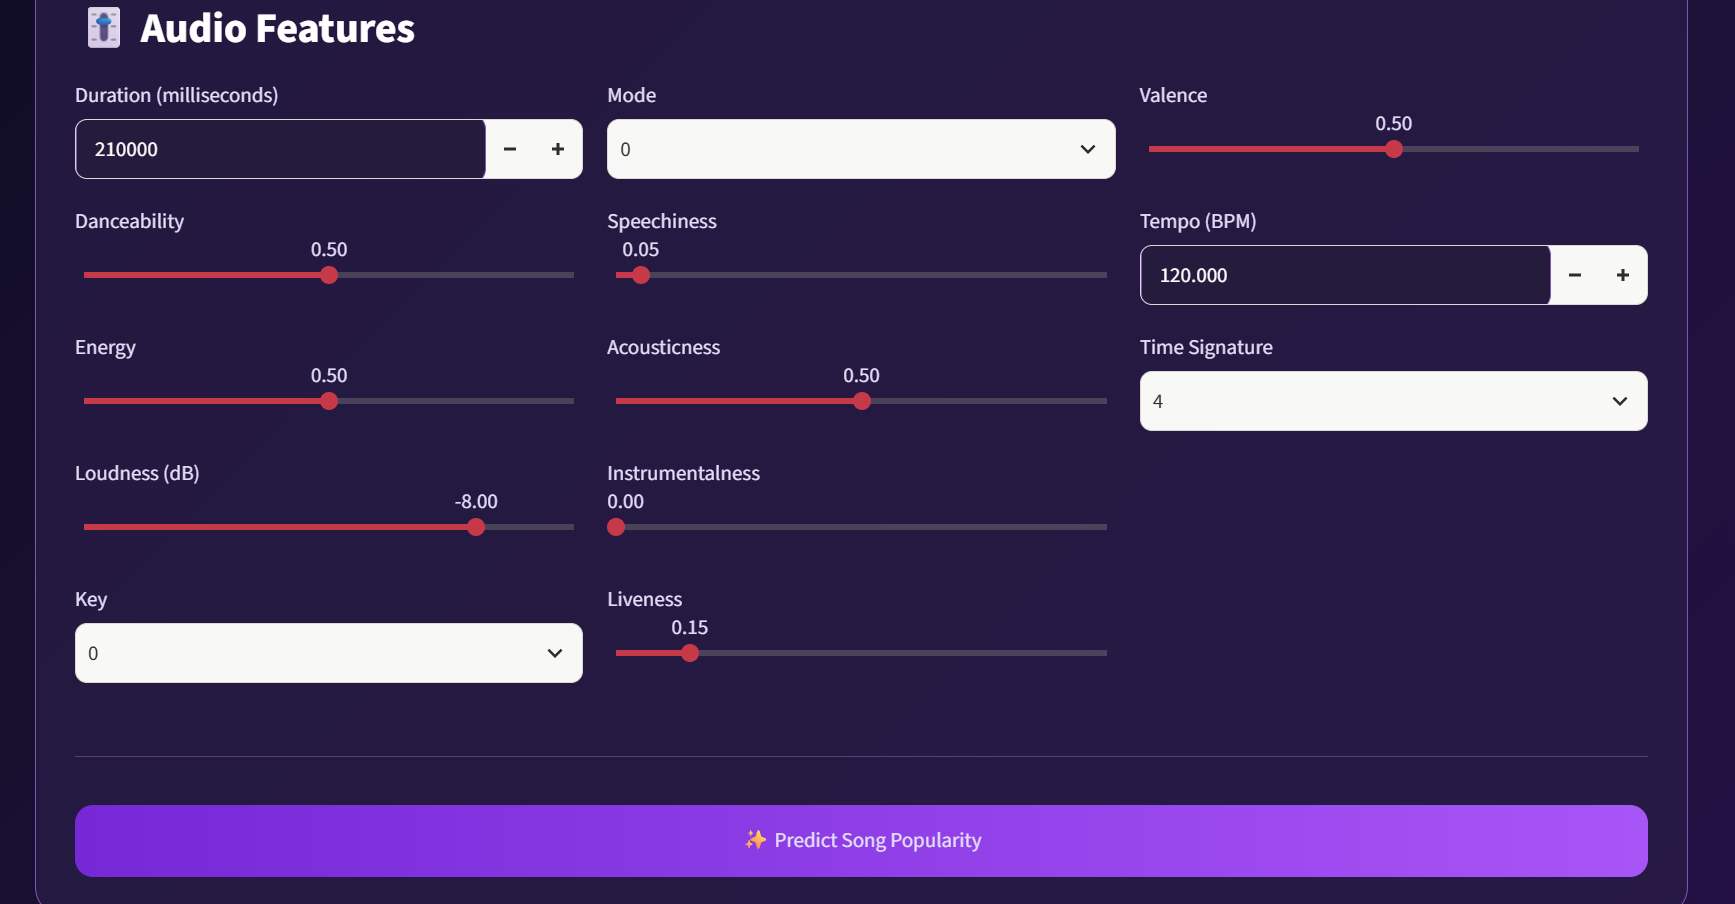 Audio Features
Duration (milliseconds)
210000
Mode
0
Valence
0.50
Danceability
0.50
Speechiness
0.05
Tempo (BPM)
120.000
Energy
0.50
Acousticness
0.50
Time Signature
4
Loudness (dB)
-8.00
Instrumentalness
0.00
Key
0
Liveness
0.15
✨ Predict Song Popularity